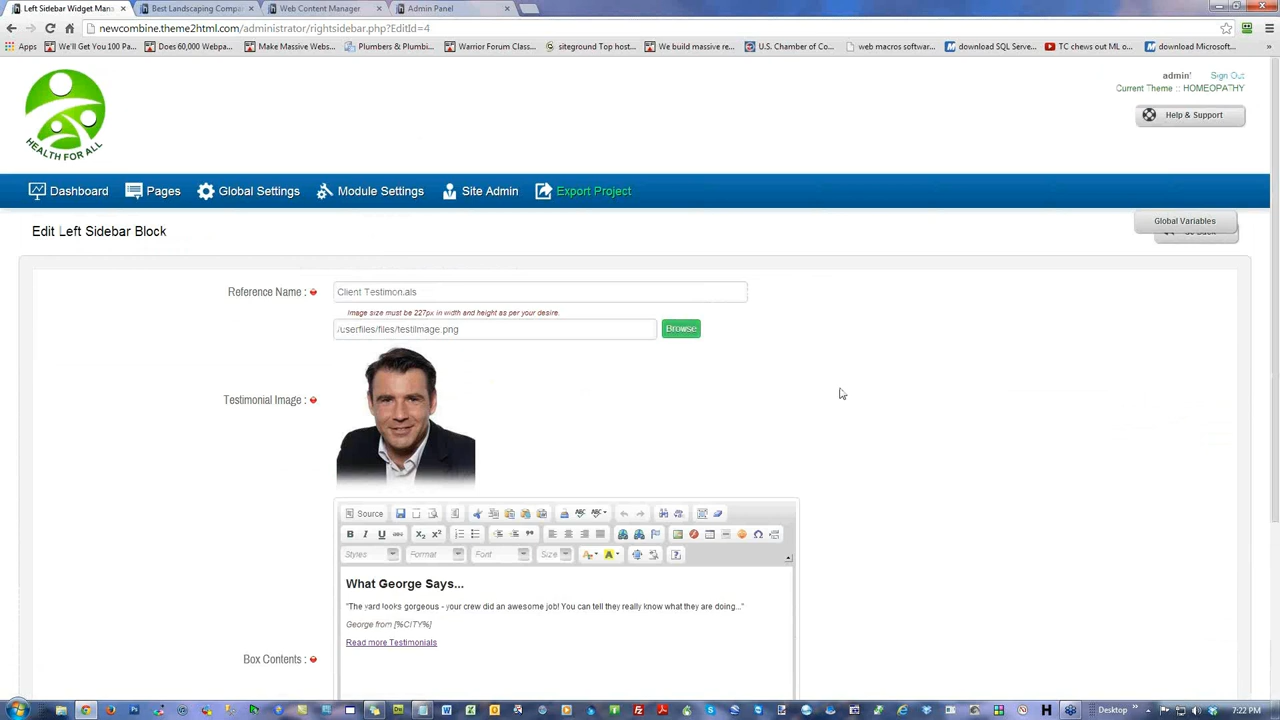 Left Sidebar Widget Mana
Best Landscaping Compan
Web Content Manager
Admin Panel
newcombine.theme2html.com/administrator/rightsidebar.php?EditId=4
Apps
We'll Get You 100 Pa...
Does 60,000 Webpa...
Make Massive Webs...
Plumbers & Plumbi...
Warrior Forum Class...
siteground Top host...
We build massive re...
U.S. Chamber of Co...
web macros softwar...
download SQL Serve...
TC chews out ML o...
download Microsoft...
HEALTH FOR ALL
admin' Sign Out
Current Theme :: HOMEOPATHY
Help & Support
Dashboard
Pages
Global Settings
Module Settings
Site Admin
Export Project
Edit Left Sidebar Block
Global Variables
Reference Name :
Client Testimonials
Image size must be 227px in width and height as per your desire.
/userfiles/files/testiImage.png
Browse
Testimonial Image :
Source
Styles
Format
Font
Size
What George Says...
"The yard looks gorgeous - your crew did an awesome job! You can tell they really know what they are doing..."
George from [%CITY%]
Read more Testimonials
Box Contents :
Desktop
7:22 PM